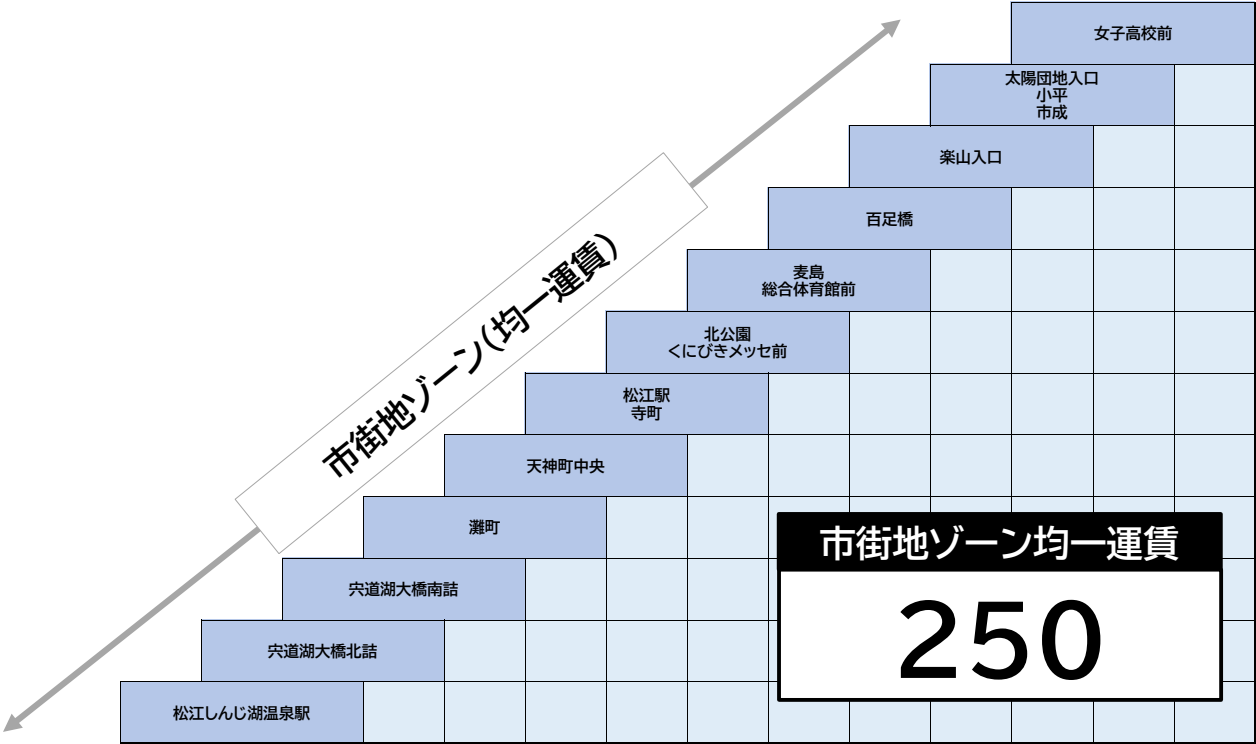 女子高校前
太陽団地入口
小平
市成
楽山入口
百足橋
麦島
総合体育館前
北公園
くにびきメッセ前
松江駅
寺町
天神町中央
灘町
宍道湖大橋南詰
宍道湖大橋北詰
松江しんじ湖温泉駅
市街地ゾーン(均一運賃)
市街地ゾーン均一運賃
250